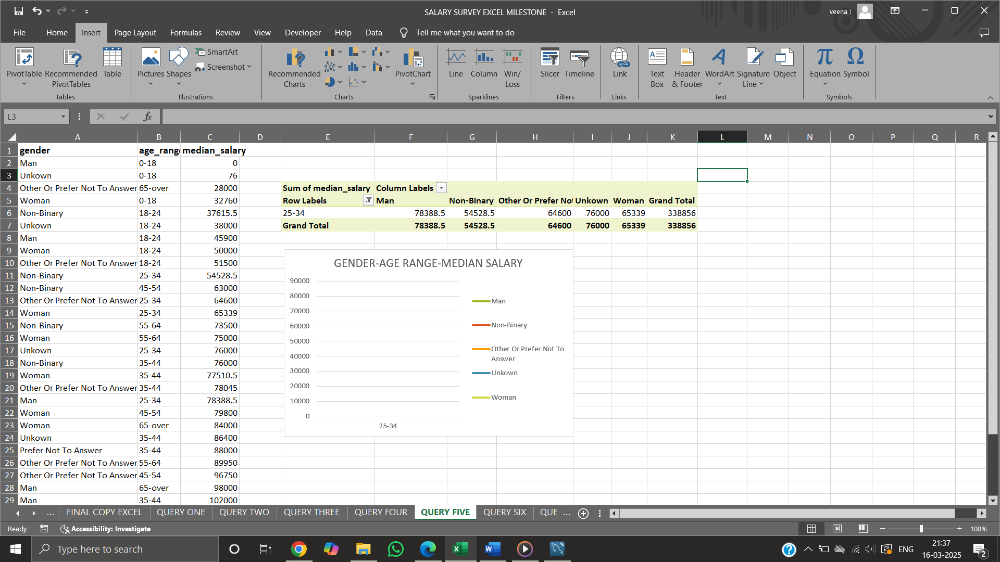 SALARY SURVEY EXCEL MILESTONE - Excel
veena !
File Home Insert Page Layout Formulas Review View Developer Help Data Tell me what you want to do
PivotTable Recommended PivotTables Table
Pictures Shapes SmartArt Screenshot
Recommended Charts PivotChart
Line Column Win/ Loss
Slicer Timeline
Link
Text Box Header & Footer WordArt Signature Line Object
Equation Symbol
Tables Illustrations Charts Sparklines Filters Links Text Symbols
L3 fx
A B C D E F G H I J K L M N O P Q R
1 gender age_range median_salary
2 Man 0-18 0
3 Unkown 0-18 76
4 Other Or Prefer Not To Answer 65-over 28000 Sum of median_salary Column Labels
5 Woman 0-18 32760 Row Labels Man Non-Binary Other Or Prefer Not Unkown Woman Grand Total
6 Non-Binary 18-24 37615.5 25-34 78388.5 54528.5 64600 76000 65339 338856
7 Unkown 18-24 38000 Grand Total 78388.5 54528.5 64600 76000 65339 338856
8 Man 18-24 45900
9 Woman 18-24 50000
10 Other Or Prefer Not To Answer 18-24 51500
11 Non-Binary 25-34 54528.5
12 Non-Binary 45-54 63000
13 Other Or Prefer Not To Answer 25-34 64600
14 Woman 25-34 65339
15 Non-Binary 55-64 73500
16 Woman 55-64 75000
17 Unkown 25-34 76000
18 Non-Binary 35-44 76000
19 Woman 35-44 77510.5
20 Other Or Prefer Not To Answer 35-44 78045
21 Man 25-34 78388.5
22 Woman 45-54 79800
23 Woman 65-over 84000
24 Unkown 35-44 86400
25 Prefer Not To Answer 35-44 88000
26 Other Or Prefer Not To Answer 55-64 89950
27 Other Or Prefer Not To Answer 45-54 96750
28 Man 65-over 98000
29 Man 35-44 102000
GENDER-AGE RANGE-MEDIAN SALARY
90000
80000
70000
60000
50000
40000
30000
20000
10000
0
25-34
Man
Non-Binary
Other Or Prefer Not To
Answer
Unkown
Woman
... FINAL COPY EXCEL QUERY ONE QUERY TWO QUERY THREE QUERY FOUR QUERY FIVE QUERY SIX QUE ...
Ready Accessibility: Investigate 100%
Type here to search
ENG
21:37
16-03-2025
2